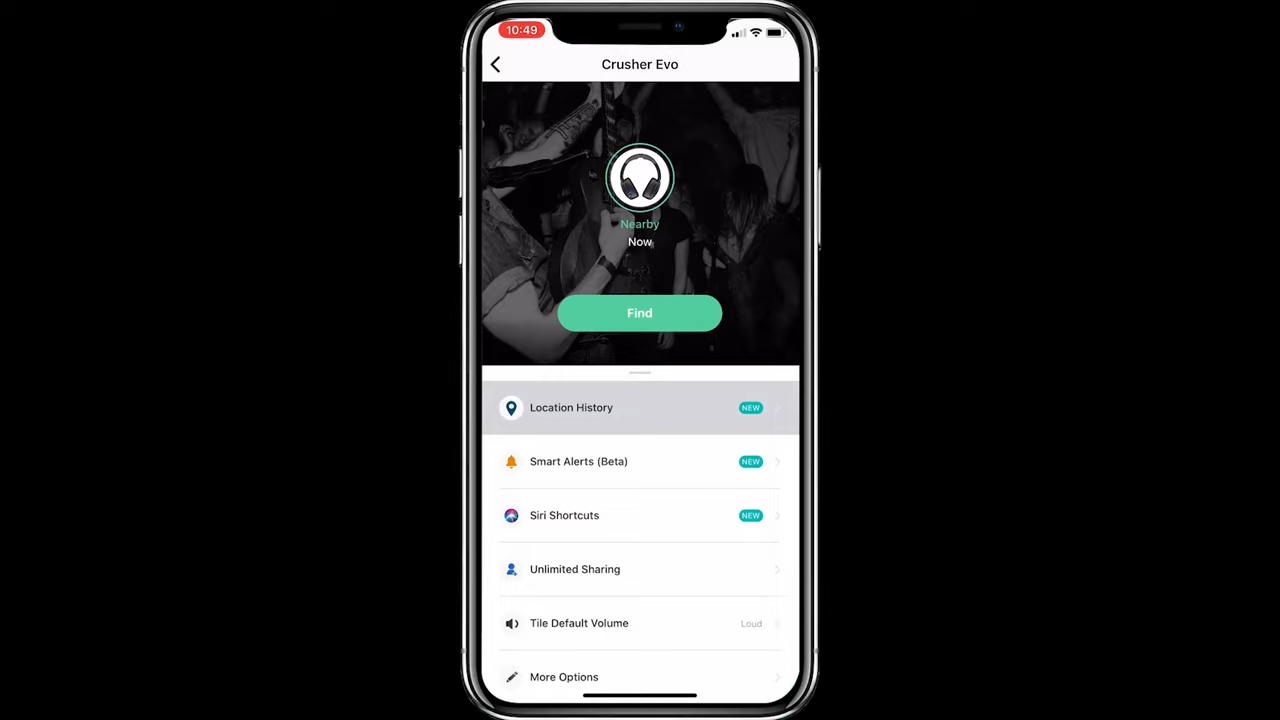 10:49
Crusher Evo
Nearby
Now
Find
Location History NEW
Smart Alerts (Beta) NEW
Siri Shortcuts NEW
Unlimited Sharing
Tile Default Volume Loud
More Options